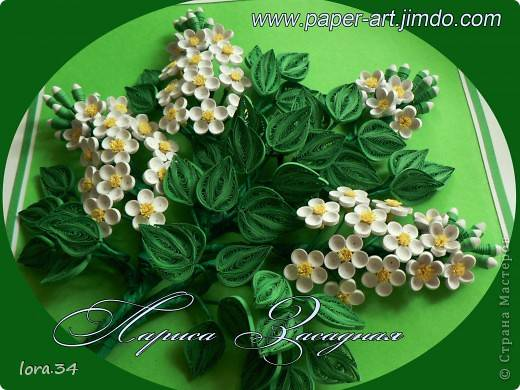 www.paper-art.jimdo.com
Лариса Засадная
lora.34
© Страна Мастеров